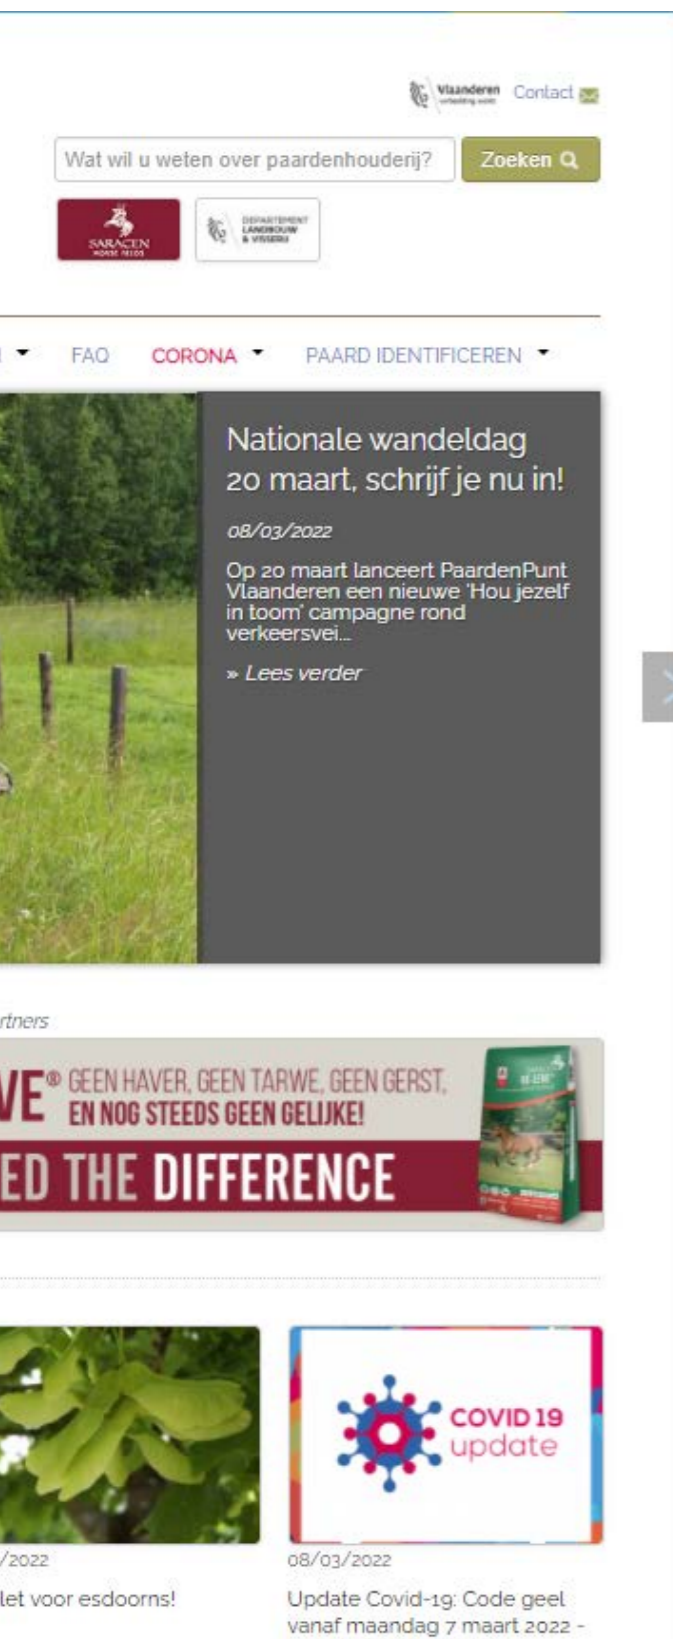 Vlaanderen
Contact
Wat wil u weten over paardenhouderij?
Zoeken
SARACEN
HORSE FEEDS
DEPARTEMENT
LANDBOUW
& VISSERIJ
FAQ CORONA PAARD IDENTIFICEREN
Nationale wandeldag
20 maart, schrijf je nu in!
08/03/2022
Op 20 maart lanceert PaardenPunt
Vlaanderen een nieuwe 'Hou jezelf
in toom' campagne rond
verkeersvei...
» Lees verder
rtners
VE® GEEN HAVER, GEEN TARWE, GEEN GERST,
EN NOG STEEDS GEEN GELIJKE!
ED THE DIFFERENCE
COVID 19
update
/2022
let voor esdoorns!
08/03/2022
Update Covid-19: Code geel
vanaf maandag 7 maart 2022 -